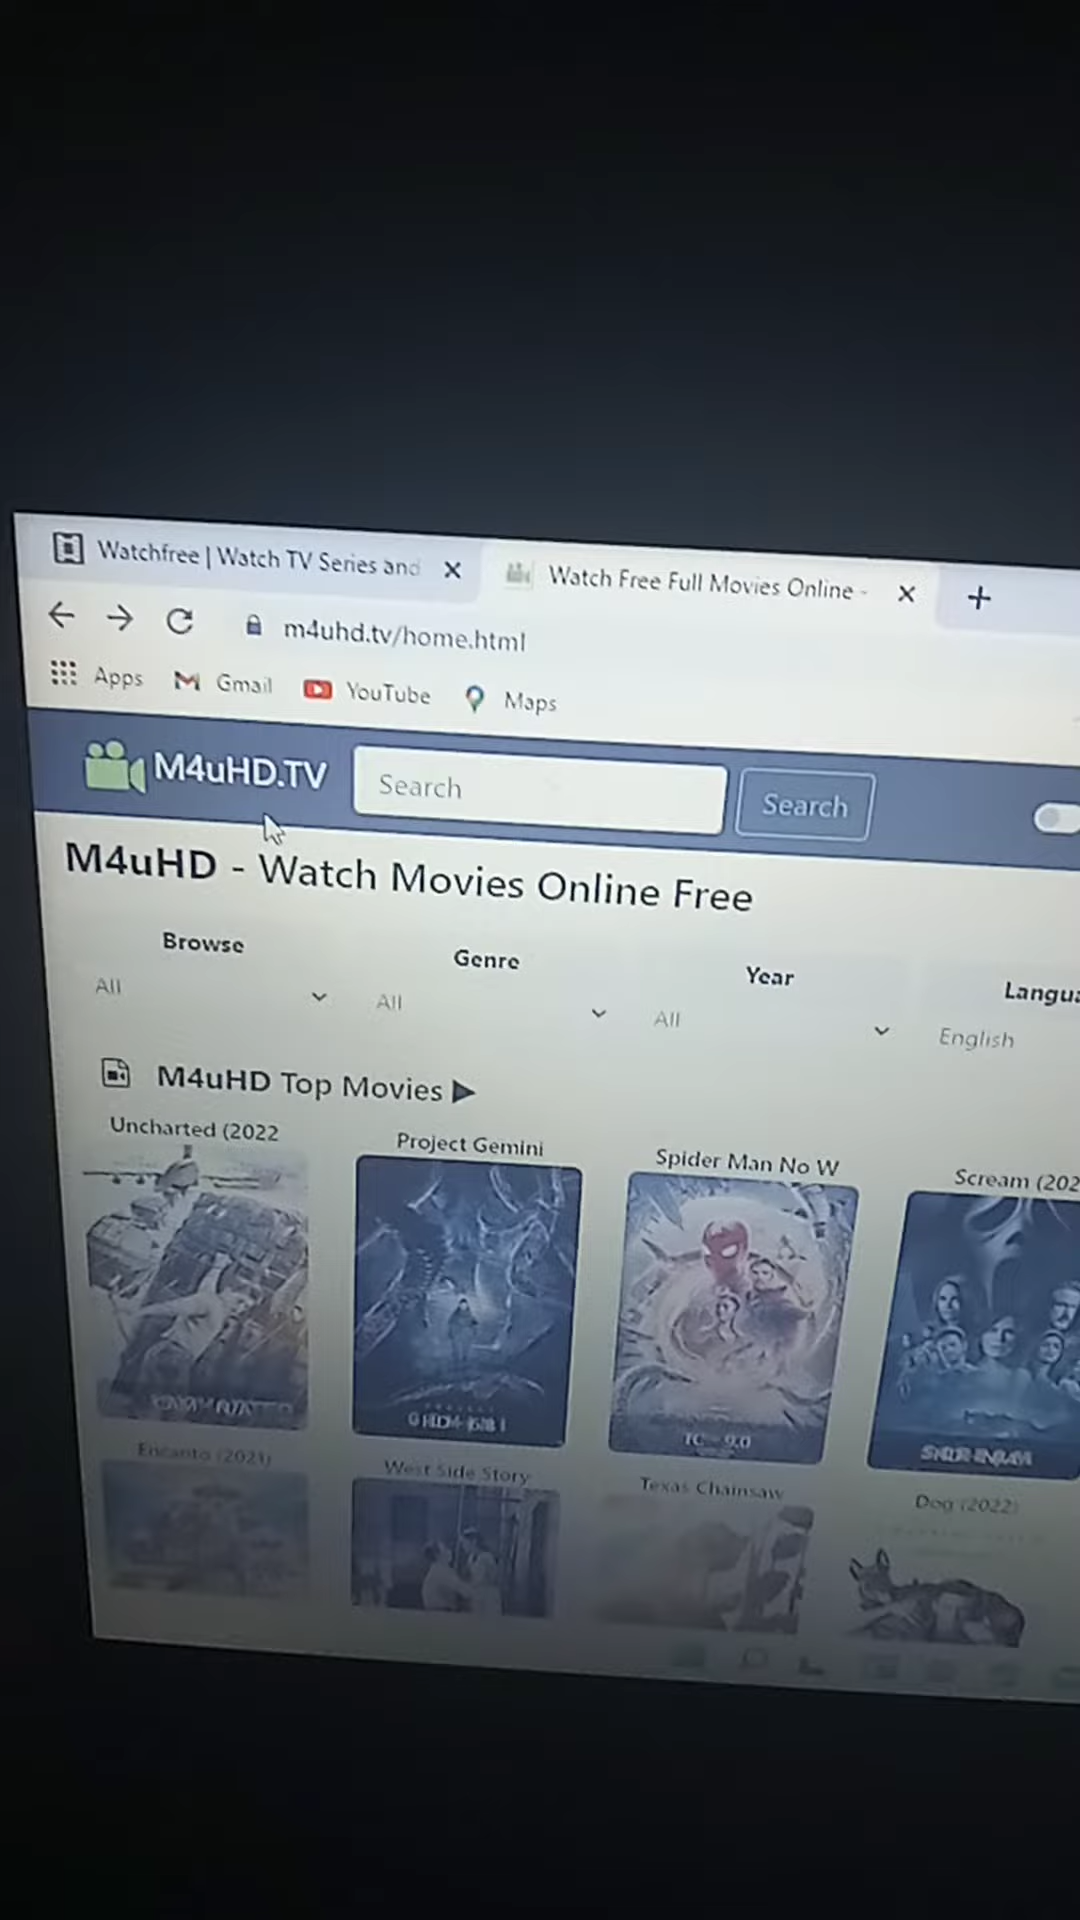 Watchfree | Watch TV Series and
Watch Free Full Movies Online -
m4uhd.tv/home.html
Apps
Gmail
YouTube
Maps
M4uHD.TV
Search
Search
M4uHD - Watch Movies Online Free
Browse
Genre
Year
Langua
All
All
All
English
M4uHD Top Movies
Uncharted (2022
Project Gemini
Spider Man No W
Scream (202
Encanto (2021)
West Side Story
Texas Chainsaw
Dog (2022)